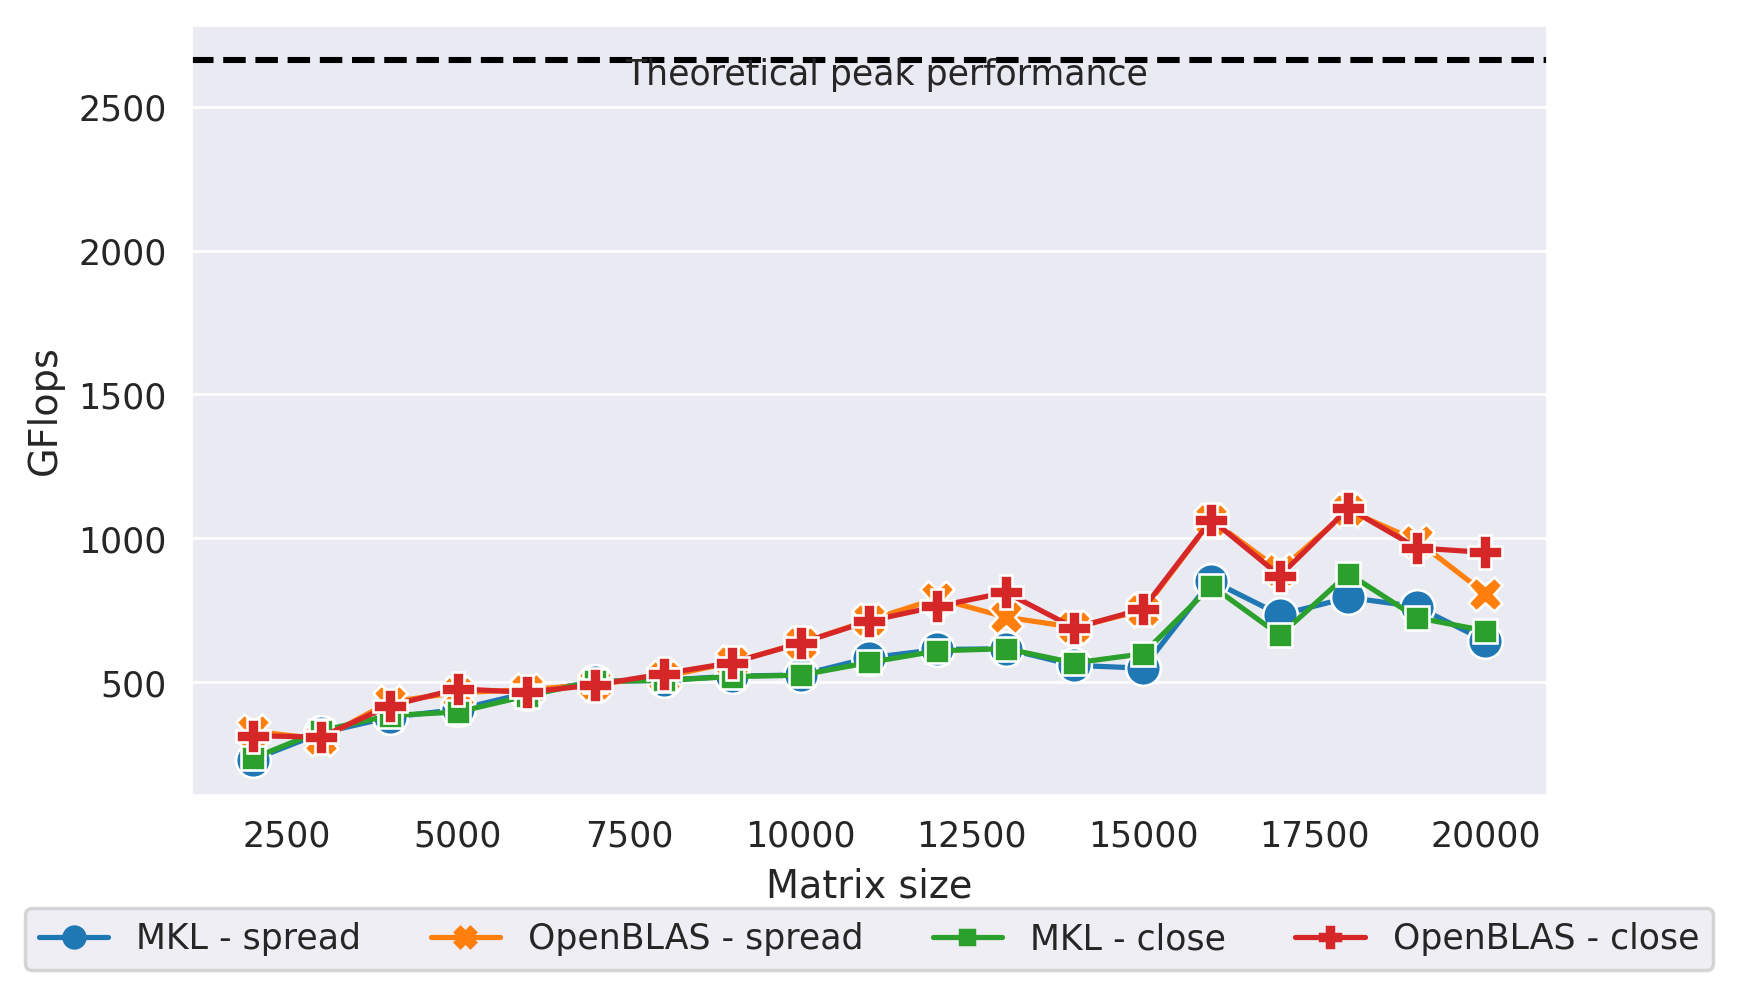 Theoretical peak performance
2500
2000
1500
1000
500
GFlops
2500 5000 7500 10000 12500 15000 17500 20000
Matrix size
MKL - spread OpenBLAS - spread MKL - close OpenBLAS - close